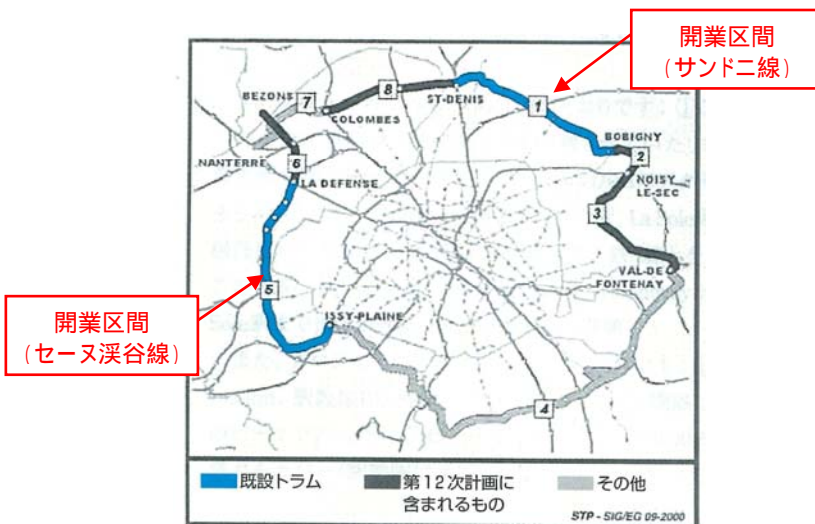 開業区間
(サンドニ線)
BEZONS
7
8
COLOMBES
ST-DENIS
1
BOBIGNY
2
NANTERRE
6
LA DEFENSE
NOISY
LE-SEC
3
VAL-DE
FONTENAY
開業区間
(セーヌ渓谷線)
5
ISSY-PLAINE
4
既設トラム
第12次計画に
含まれるもの
その他
STP - SIG/EG 09-2000